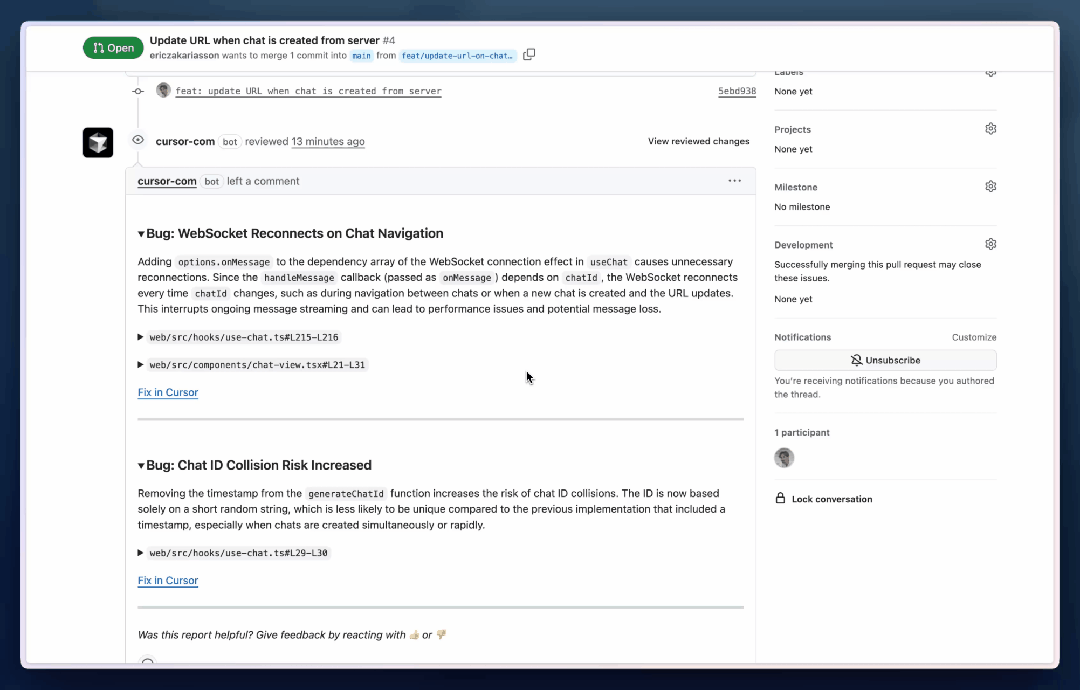 Open
Update URL when chat is created from server #4
ericzakariasson wants to merge 1 commit into main from feat/update-url-on-chat…
Labels
None yet
feat: update URL when chat is created from server 5ebd938
Projects
None yet
cursor-com bot reviewed 13 minutes ago View reviewed changes
cursor-com bot left a comment
Milestone
No milestone
Bug: WebSocket Reconnects on Chat Navigation
Adding options.onMessage to the dependency array of the WebSocket connection effect in useChat causes unnecessary
reconnections. Since the handleMessage callback (passed as onMessage ) depends on chatId , the WebSocket reconnects
every time chatId changes, such as during navigation between chats or when a new chat is created and the URL updates.
This interrupts ongoing message streaming and can lead to performance issues and potential message loss.
web/src/hooks/use-chat.ts#L215-L216
web/src/components/chat-view.tsx#L21-L31
Fix in Cursor
Development
Successfully merging this pull request may close
these issues.
None yet
Notifications Customize
Unsubscribe
You're receiving notifications because you authored
the thread.
1 participant
Lock conversation
Bug: Chat ID Collision Risk Increased
Removing the timestamp from the generateChatId function increases the risk of chat ID collisions. The ID is now based
solely on a short random string, which is less likely to be unique compared to the previous implementation that included a
timestamp, especially when chats are created simultaneously or rapidly.
web/src/hooks/use-chat.ts#L29-L30
Fix in Cursor
Was this report helpful? Give feedback by reacting with 👍 or 👎